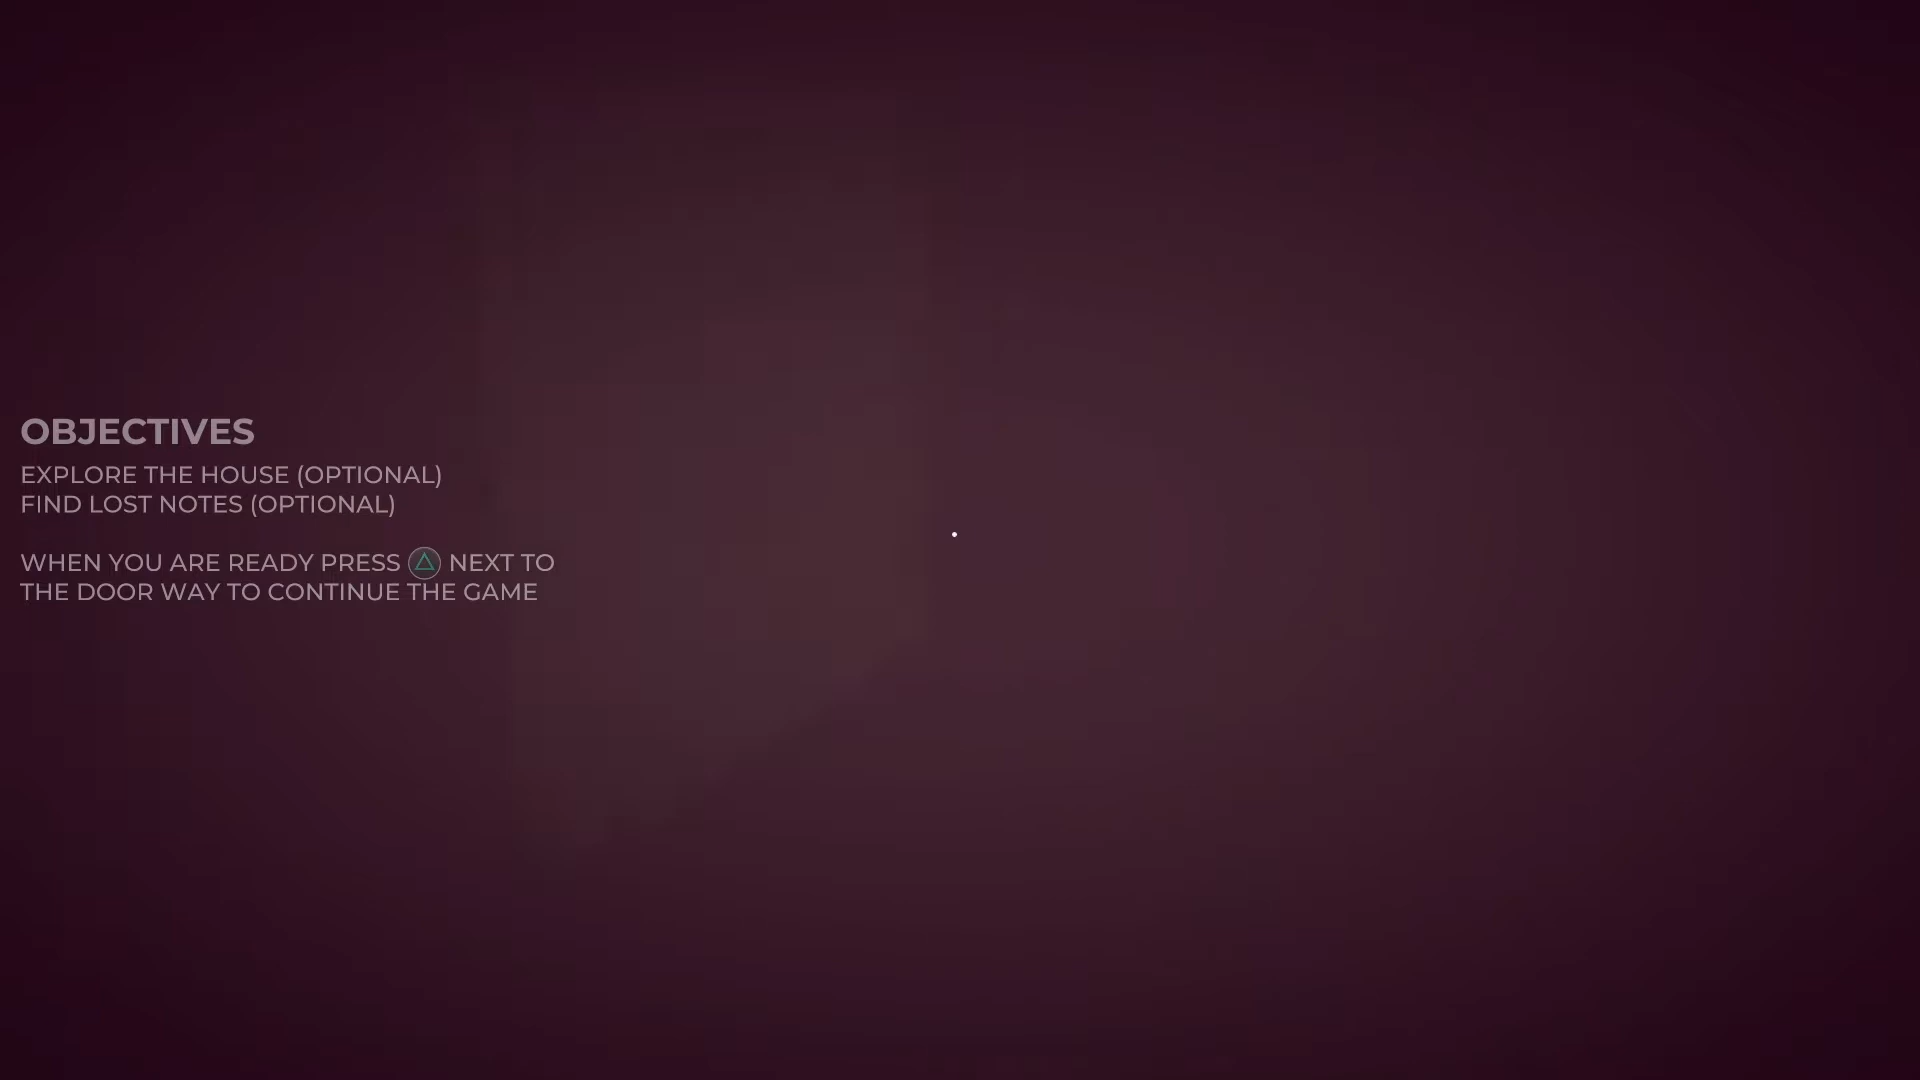 OBJECTIVES
EXPLORE THE HOUSE (OPTIONAL)
FIND LOST NOTES (OPTIONAL)
WHEN YOU ARE READY PRESS NEXT TO
THE DOOR WAY TO CONTINUE THE GAME